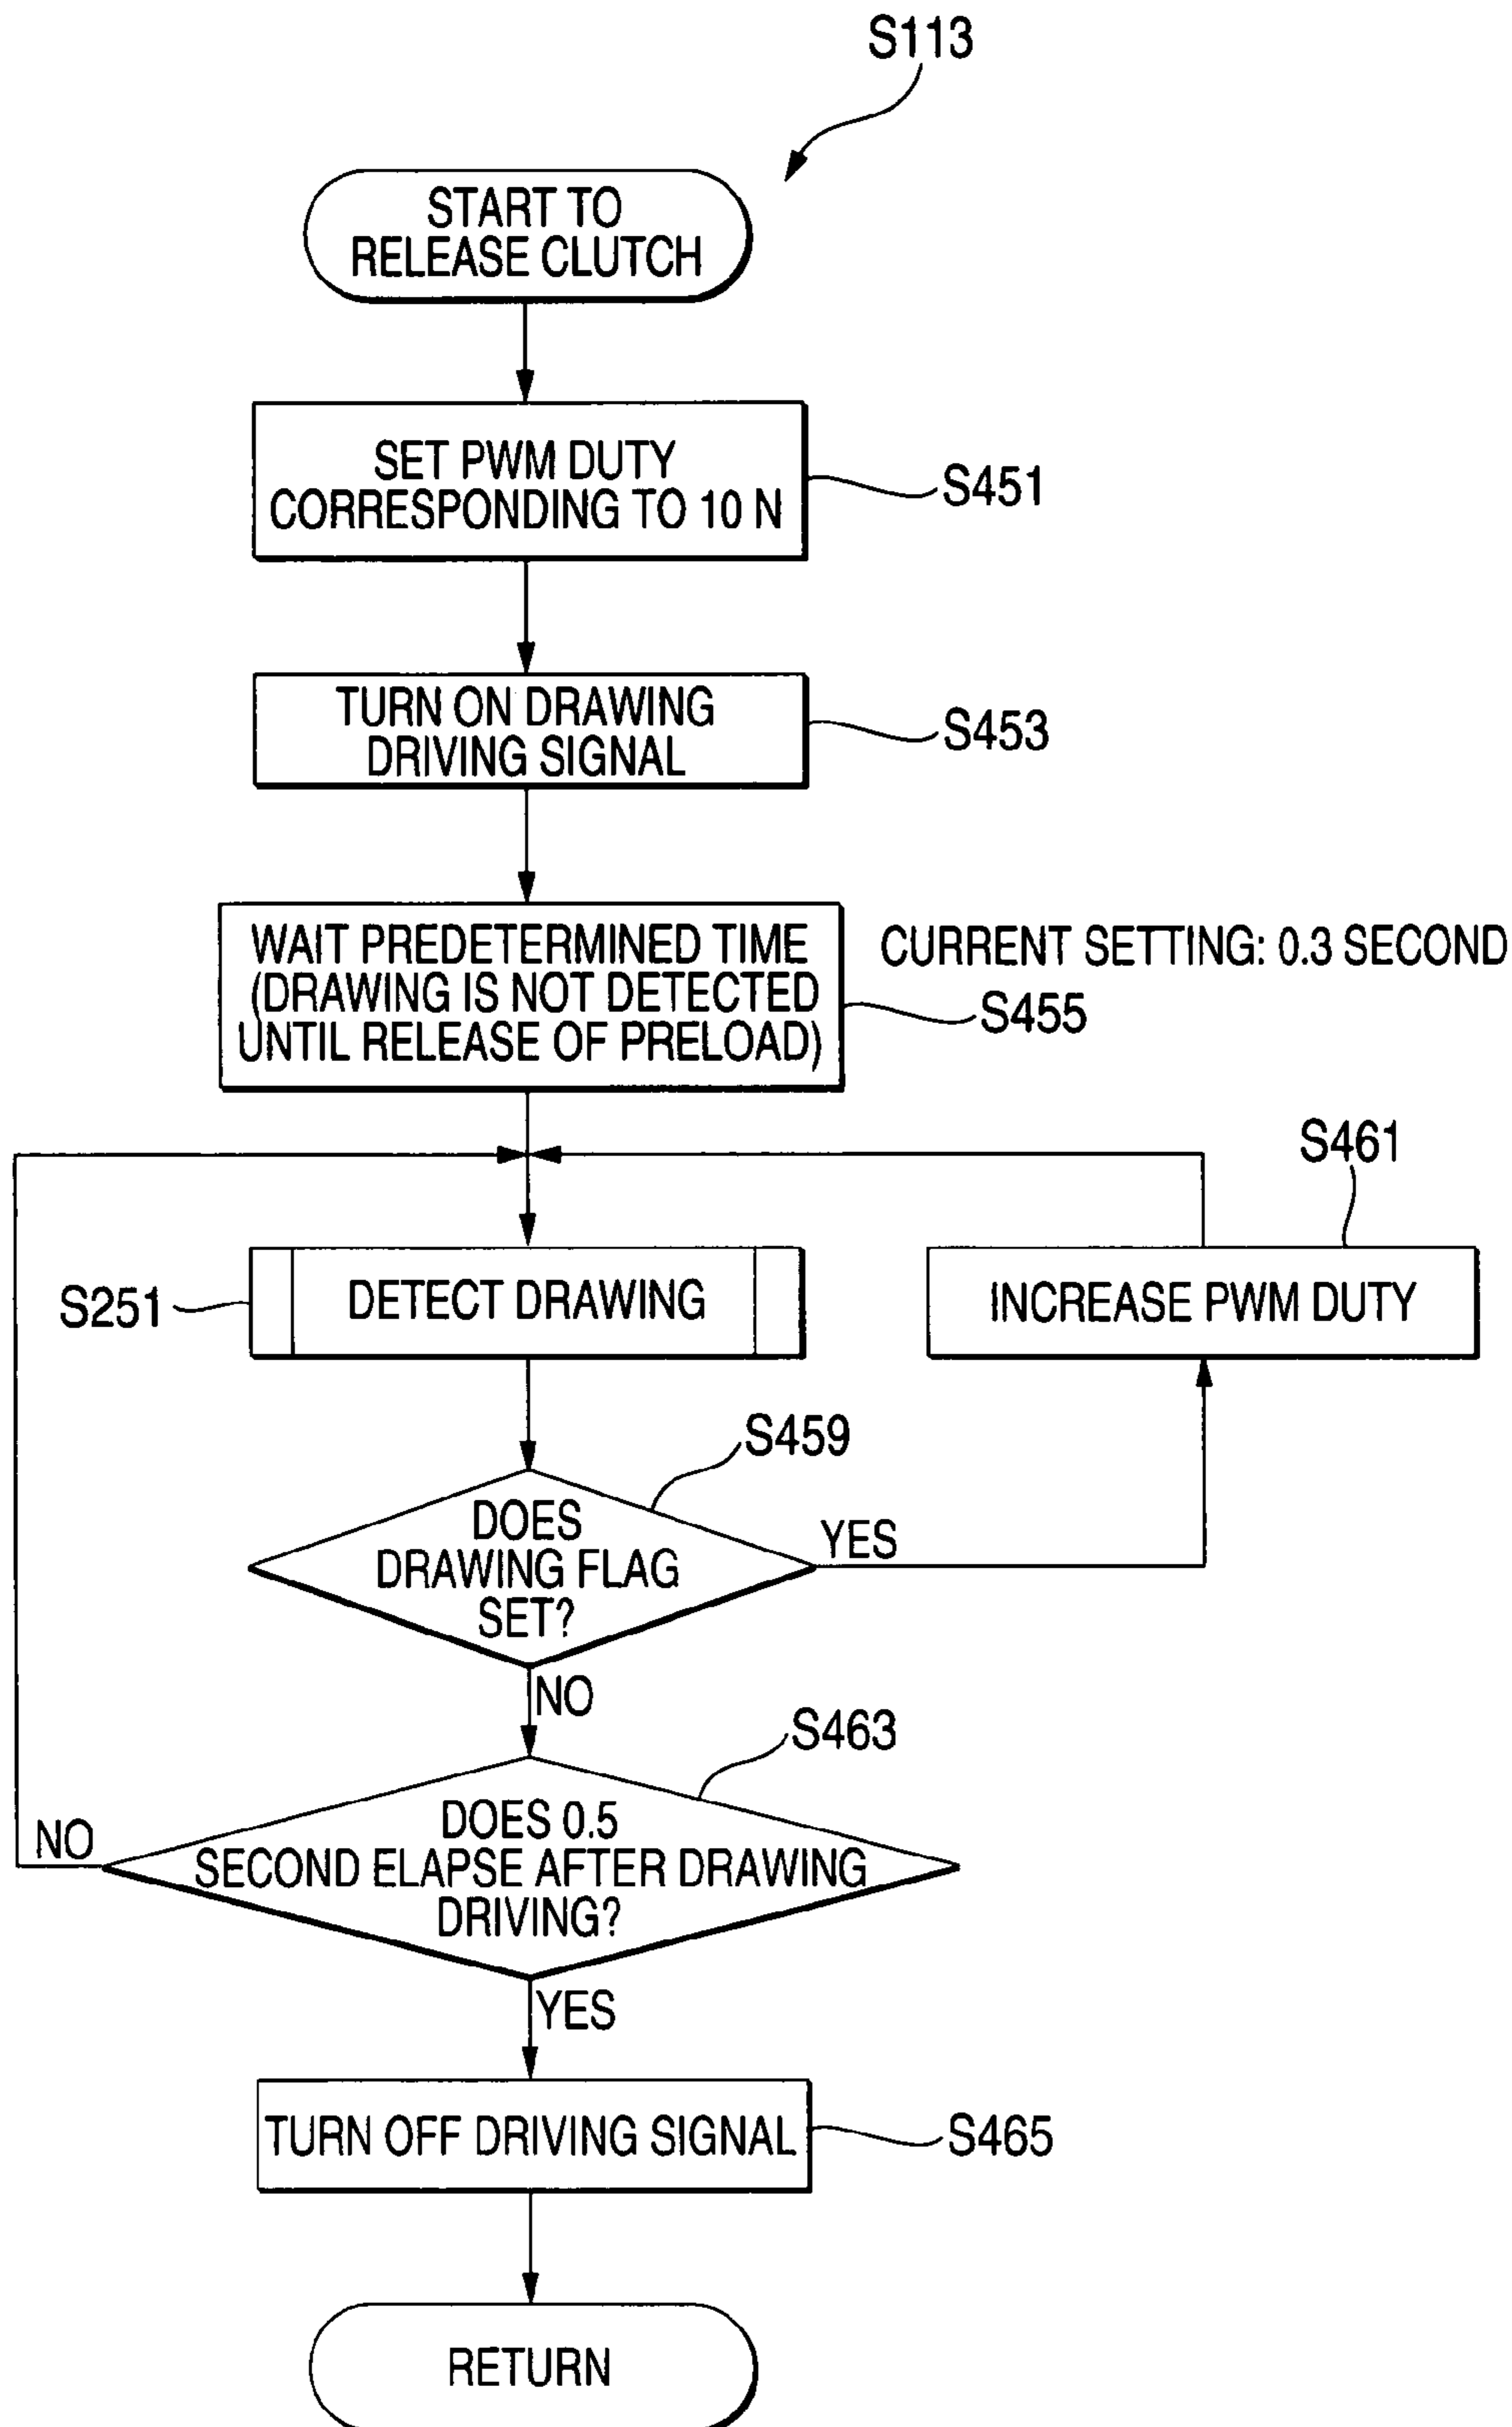 S113
START TO
RELEASE CLUTCH
SET PWM DUTY
CORRESPONDING TO 10 N
S451
TURN ON DRAWING
DRIVING SIGNAL
S453
WAIT PREDETERMINED TIME
(DRAWING IS NOT DETECTED
UNTIL RELEASE OF PRELOAD)
CURRENT SETTING: 0.3 SECOND
S455
S461
S251
DETECT DRAWING
INCREASE PWM DUTY
S459
DOES
DRAWING FLAG
SET?
YES
NO
S463
DOES 0.5
SECOND ELAPSE AFTER DRAWING
DRIVING?
NO
YES
TURN OFF DRIVING SIGNAL
S465
RETURN